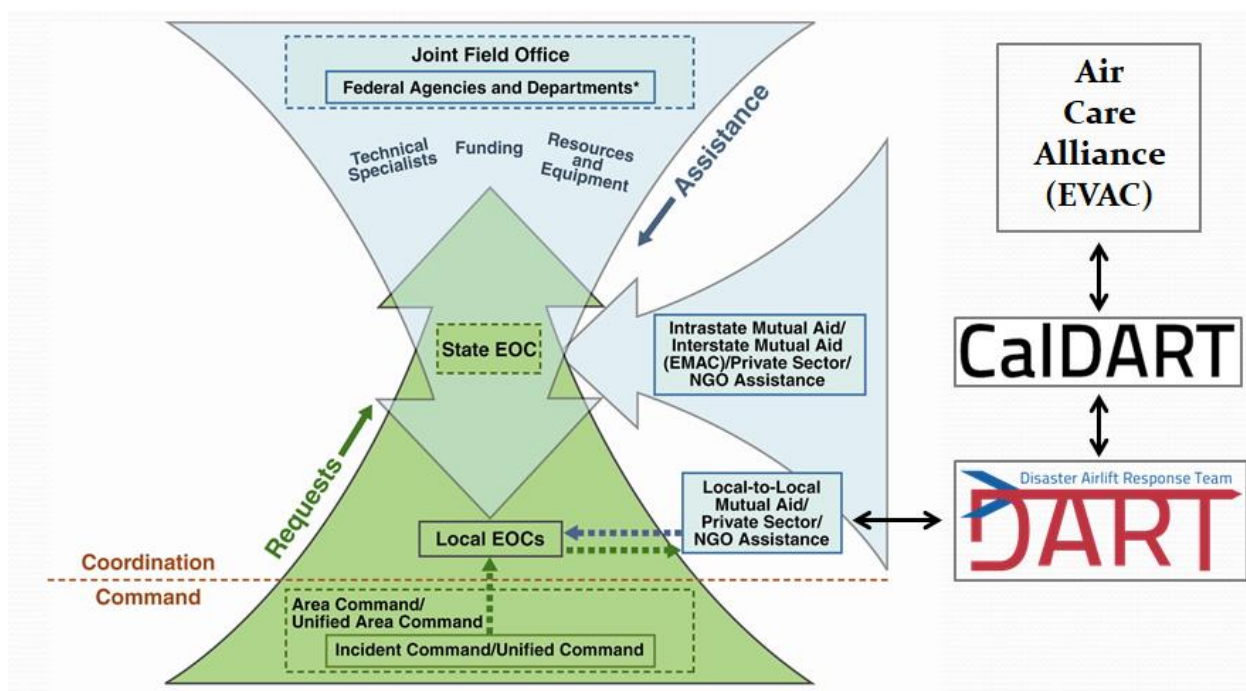 Joint Field Office
Federal Agencies and Departments*
Technical
Specialists
Funding
Resources
and
Equipment
Assistance
State EOC
Intrastate Mutual Aid/
Interstate Mutual Aid
(EMAC)/Private Sector/
NGO Assistance
Requests
Local EOCs
Local-to-Local
Mutual Aid/
Private Sector/
NGO Assistance
Coordination
Command
Area Command/
Unified Area Command
Incident Command/Unified Command
Air
Care
Alliance
(EVAC)
CalDART
Disaster Airlift Response Team
DART